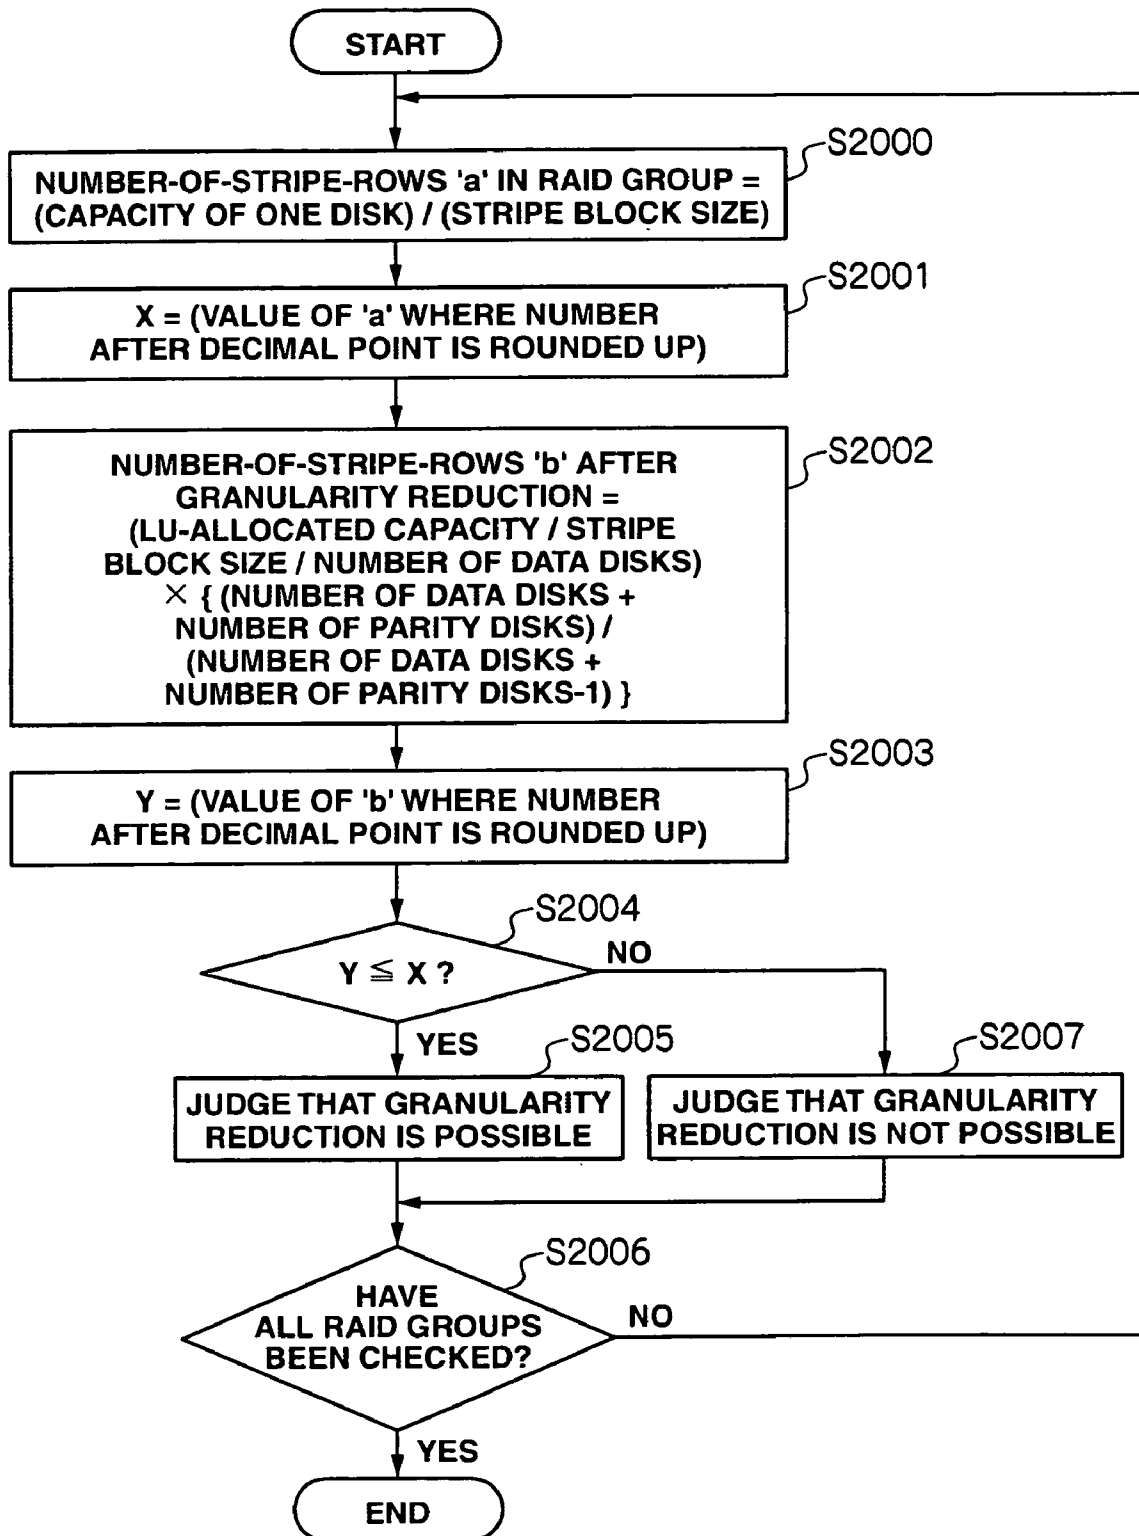 START
S2000
NUMBER-OF-STRIPE-ROWS 'a' IN RAID GROUP =
(CAPACITY OF ONE DISK) / (STRIPE BLOCK SIZE)
S2001
X = (VALUE OF 'a' WHERE NUMBER
AFTER DECIMAL POINT IS ROUNDED UP)
S2002
NUMBER-OF-STRIPE-ROWS 'b' AFTER
GRANULARITY REDUCTION =
(LU-ALLOCATED CAPACITY / STRIPE
BLOCK SIZE / NUMBER OF DATA DISKS)
× { (NUMBER OF DATA DISKS +
NUMBER OF PARITY DISKS) /
(NUMBER OF DATA DISKS +
NUMBER OF PARITY DISKS-1) }
S2003
Y = (VALUE OF 'b' WHERE NUMBER
AFTER DECIMAL POINT IS ROUNDED UP)
S2004
Y ≦ X ?
NO
YES
S2005
JUDGE THAT GRANULARITY
REDUCTION IS POSSIBLE
S2007
JUDGE THAT GRANULARITY
REDUCTION IS NOT POSSIBLE
S2006
HAVE
ALL RAID GROUPS
BEEN CHECKED?
NO
YES
END